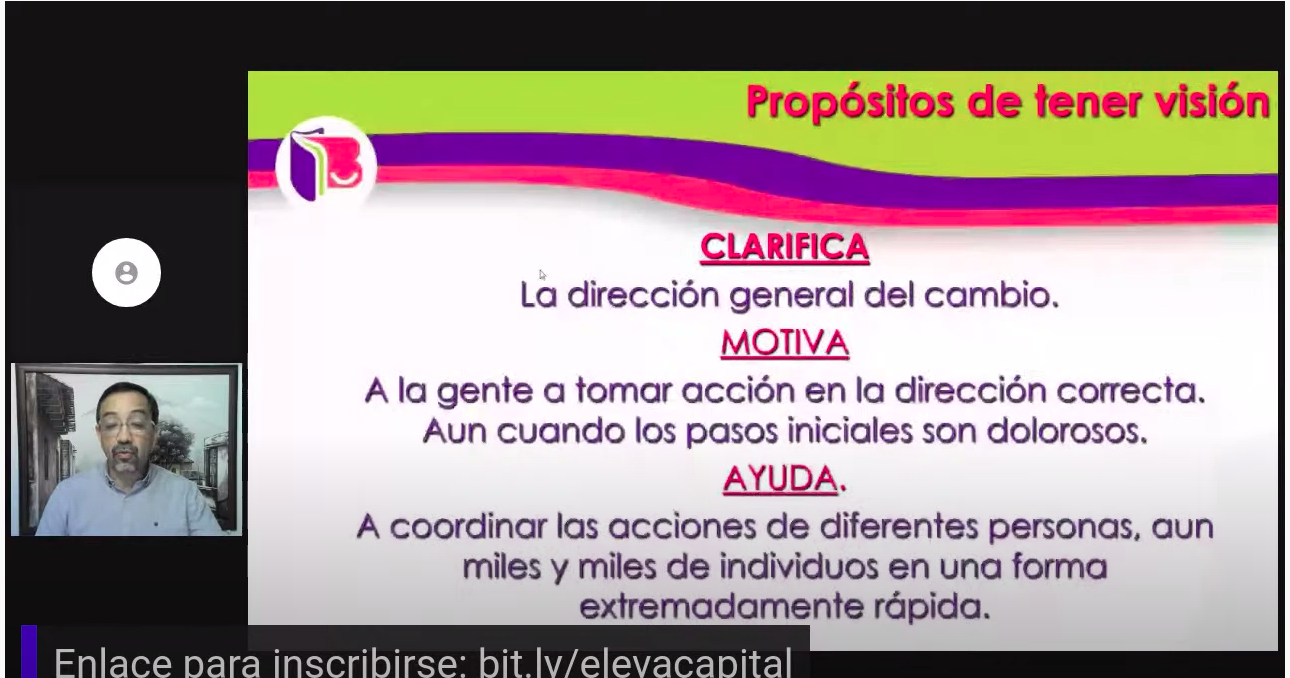 Propósitos de tener visión
CLARIFICA
La dirección general del cambio.
MOTIVA
A la gente a tomar acción en la dirección correcta.
Aun cuando los pasos iniciales son dolorosos.
AYUDA.
A coordinar las acciones de diferentes personas, aun
miles y miles de individuos en una forma
extremadamente rápida.
Enlace para inscribirse: bit.ly/elevacapital